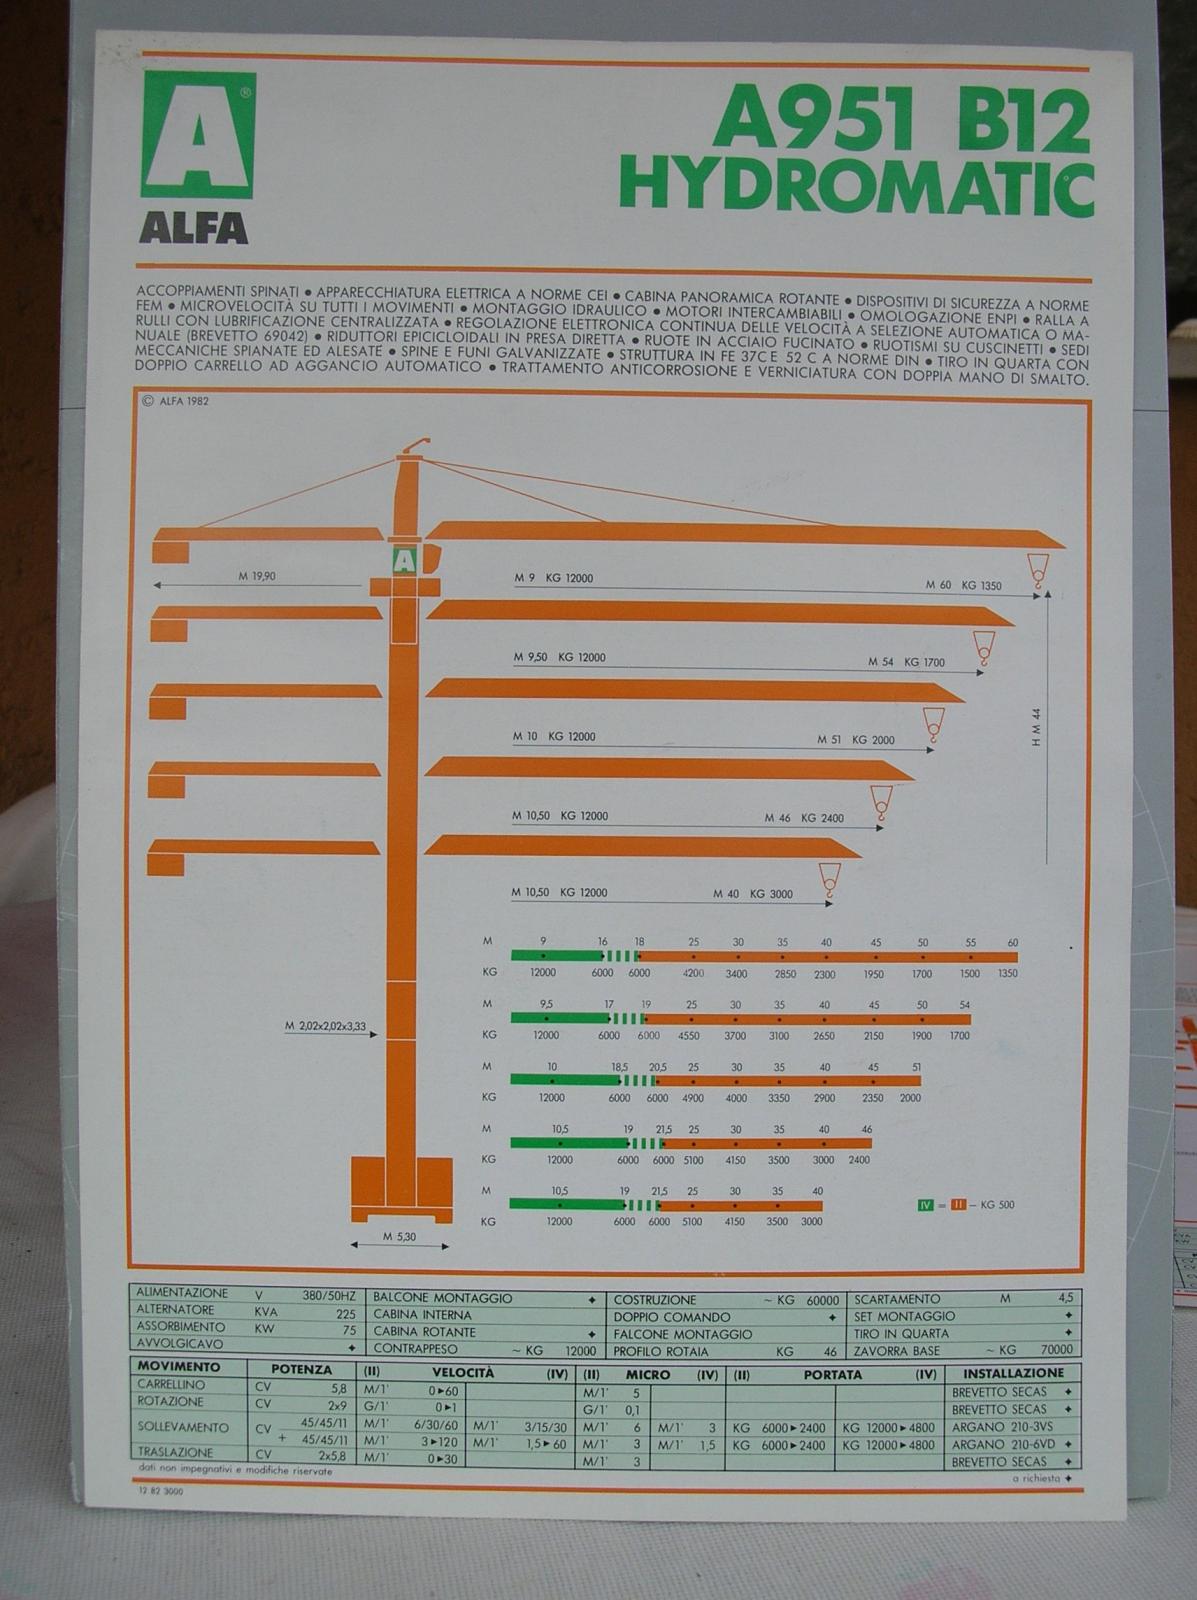 A®
ALFA
A951 B12
HYDROMATIC
ACCOPPIAMENTI SPINATI ● APPARECCHIATURA ELETTRICA A NORME CEI ● CABINA PANORAMICA ROTANTE ● DISPOSITIVI DI SICUREZZA A NORME
FEM ● MICROVELOCITÀ SU TUTTI I MOVIMENTI ● MONTAGGIO IDRAULICO ● MOTORI INTERCAMBIABILI ● OMOLOGAZIONE ENPI ● RALLA A
RULLI CON LUBRIFICAZIONE CENTRALIZZATA ● REGOLAZIONE ELETTRONICA CONTINUA DELLE VELOCITÀ A SELEZIONE AUTOMATICA O MA-
NUALE (BREVETTO 69042) ● RIDUTTORI EPICICLOIDALI IN PRESA DIRETTA ● RUOTE IN ACCIAIO FUCINATO ● RUOTISMI SU CUSCINETTI ● SEDI
MECCANICHE SPIANATE ED ALESATE ● SPINE E FUNI GALVANIZZATE ● STRUTTURA IN FE 37C E 52 C A NORME DIN ● TIRO IN QUARTA CON
DOPPIO CARRELLO AD AGGANCIO AUTOMATICO ● TRATTAMENTO ANTICORROSIONE E VERNICIATURA CON DOPPIA MANO DI SMALTO.
© ALFA 1982
A
M 19,90
M 9 KG 12000 M 60 KG 1350
M 9,50 KG 12000 M 54 KG 1700
H M 44
M 10 KG 12000 M 51 KG 2000
M 10,50 KG 12000 M 46 KG 2400
M 10,50 KG 12000 M 40 KG 3000
M 9 16 18 25 30 35 40 45 50 55 60
KG 12000 6000 6000 4200 3400 2850 2300 1950 1700 1500 1350
M 9,5 17 19 25 30 35 40 45 50 54
KG 12000 6000 6000 4550 3700 3100 2650 2150 1900 1700
M 2,02x2,02x3,33
M 10 18,5 20,5 25 30 35 40 45 51
KG 12000 6000 6000 4900 4000 3350 2900 2350 2000
M 10,5 19 21,5 25 30 35 40 46
KG 12000 6000 6000 5100 4150 3500 3000 2400
M 10,5 19 21,5 25 30 35 40
KG 12000 6000 6000 5100 4150 3500 3000
IV = II – KG 500
M 5,30
ALIMENTAZIONE V 380/50HZ BALCONE MONTAGGIO ✦ COSTRUZIONE ~ KG 60000 SCARTAMENTO M 4,5
ALTERNATORE KVA 225 CABINA INTERNA DOPPIO COMANDO ✦ SET MONTAGGIO ✦
ASSORBIMENTO KW 75 CABINA ROTANTE ✦ FALCONE MONTAGGIO TIRO IN QUARTA ✦
AVVOLGICAVO ✦ CONTRAPPESO ~ KG 12000 PROFILO ROTAIA KG 46 ZAVORRA BASE ~ KG 70000
MOVIMENTO POTENZA (II) VELOCITÀ (IV) (II) MICRO (IV) (II) PORTATA (IV) INSTALLAZIONE
CARRELLINO CV 5,8 M/1' 0►60 M/1' 5 BREVETTO SECAS ✦
ROTAZIONE CV 2x9 G/1' 0►1 G/1' 0,1 BREVETTO SECAS ✦
SOLLEVAMENTO CV 45/45/11 M/1' 6/30/60 M/1' 3/15/30 M/1' 6 M/1' 3 KG 6000►2400 KG 12000►4800 ARGANO 210-3VS
+ 45/45/11 M/1' 3►120 M/1' 1,5►60 M/1' 3 M/1' 1,5 KG 6000►2400 KG 12000►4800 ARGANO 210-6VD ✦
TRASLAZIONE CV 2x5,8 M/1' 0►30 M/1' 3 BREVETTO SECAS ✦
dati non impegnativi e modifiche riservate a richiesta ✦
12 82 3000